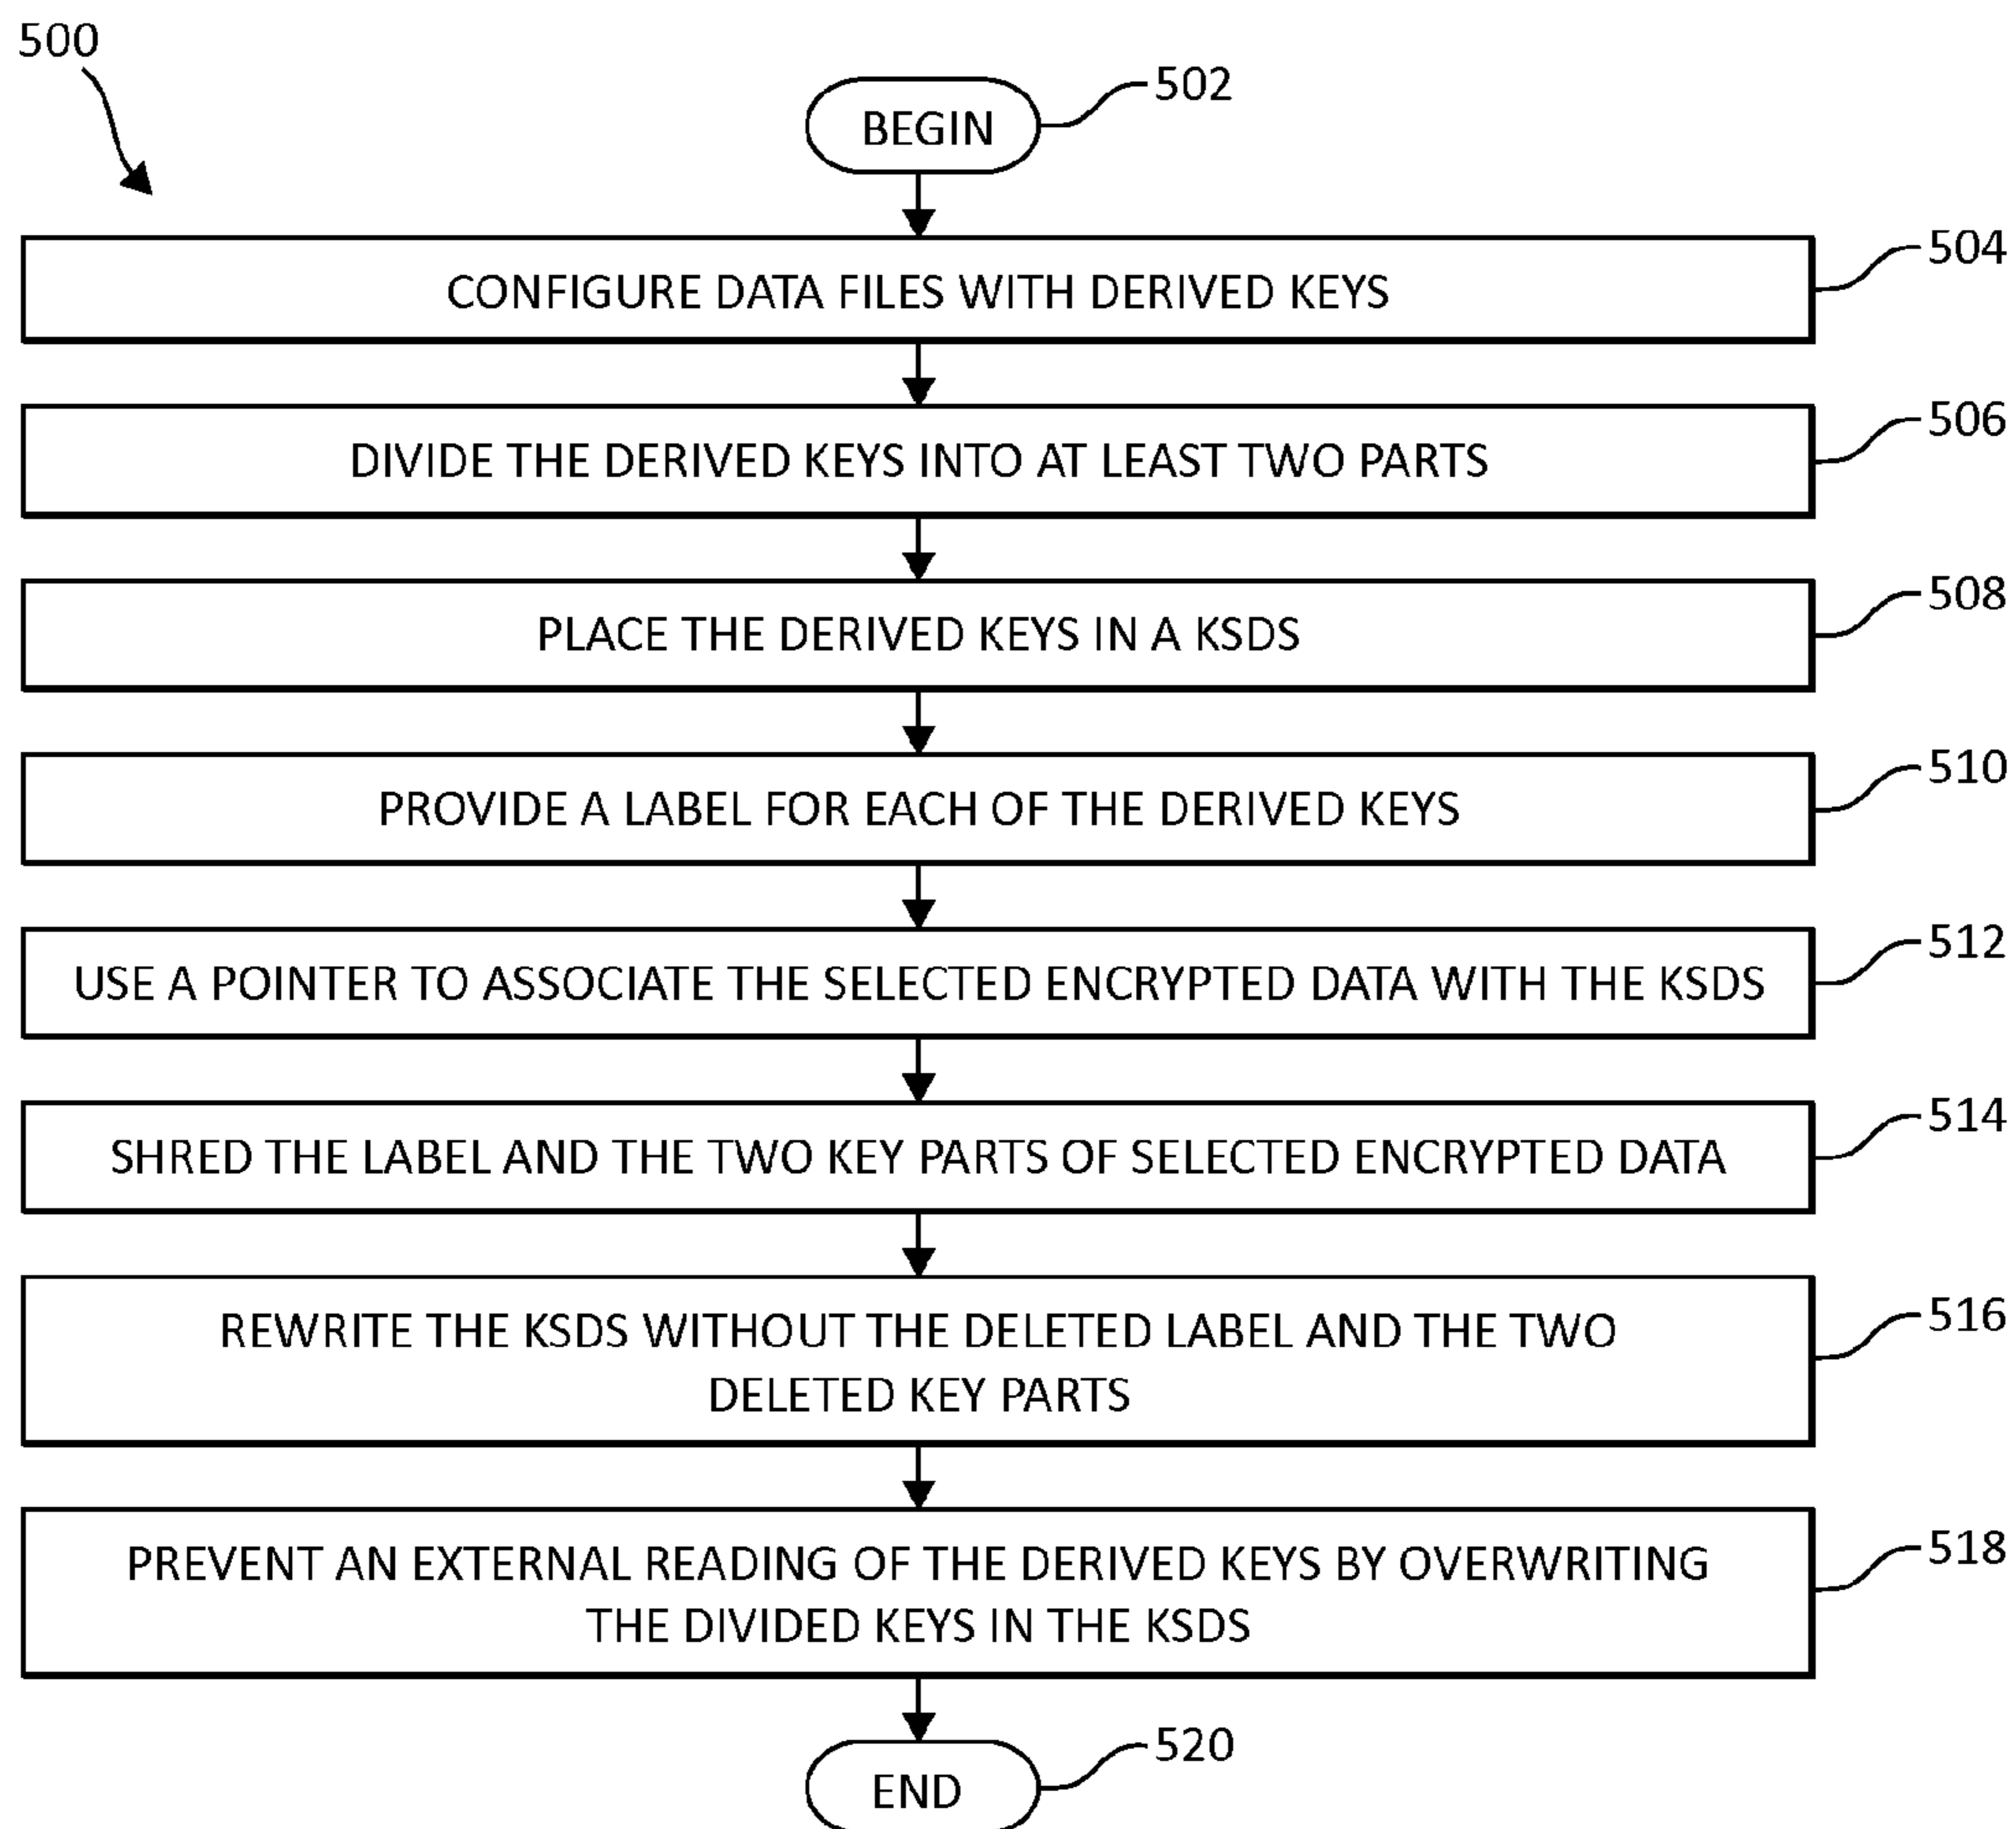 500
BEGIN
502
CONFIGURE DATA FILES WITH DERIVED KEYS
504
DIVIDE THE DERIVED KEYS INTO AT LEAST TWO PARTS
506
PLACE THE DERIVED KEYS IN A KSDS
508
PROVIDE A LABEL FOR EACH OF THE DERIVED KEYS
510
USE A POINTER TO ASSOCIATE THE SELECTED ENCRYPTED DATA WITH THE KSDS
512
SHRED THE LABEL AND THE TWO KEY PARTS OF SELECTED ENCRYPTED DATA
514
REWRITE THE KSDS WITHOUT THE DELETED LABEL AND THE TWO
DELETED KEY PARTS
516
PREVENT AN EXTERNAL READING OF THE DERIVED KEYS BY OVERWRITING
THE DIVIDED KEYS IN THE KSDS
518
END
520